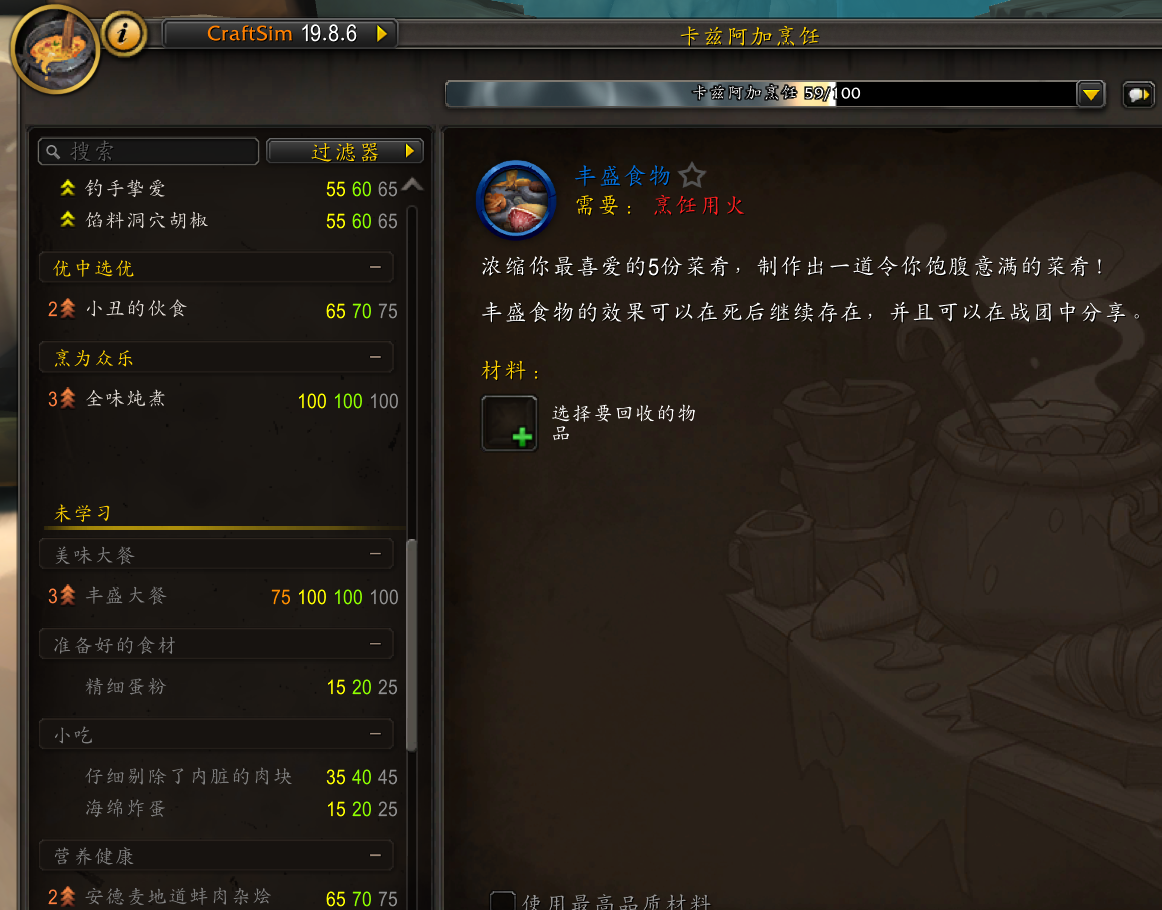 CraftSim 19.8.6
卡兹阿加烹饪
卡兹阿加烹饪 59/100
搜索
过滤器
钓手挚爱 55 60 65
馅料洞穴胡椒 55 60 65
优中选优
2 小丑的伙食 65 70 75
烹为众乐
3 全味炖煮 100 100 100
未学习
美味大餐
3 丰盛大餐 75 100 100 100
准备好的食材
精细蛋粉 15 20 25
小吃
仔细剔除了内脏的肉块 35 40 45
海绵炸蛋 15 20 25
营养健康
2 安德麦地道蚌肉杂烩 65 70 75
丰盛食物
需要：烹饪用火
浓缩你最喜爱的5份菜肴，制作出一道令你饱腹意满的菜肴！
丰盛食物的效果可以在死后继续存在，并且可以在战团中分享。
材料：
选择要回收的物
品
使用最高品质材料